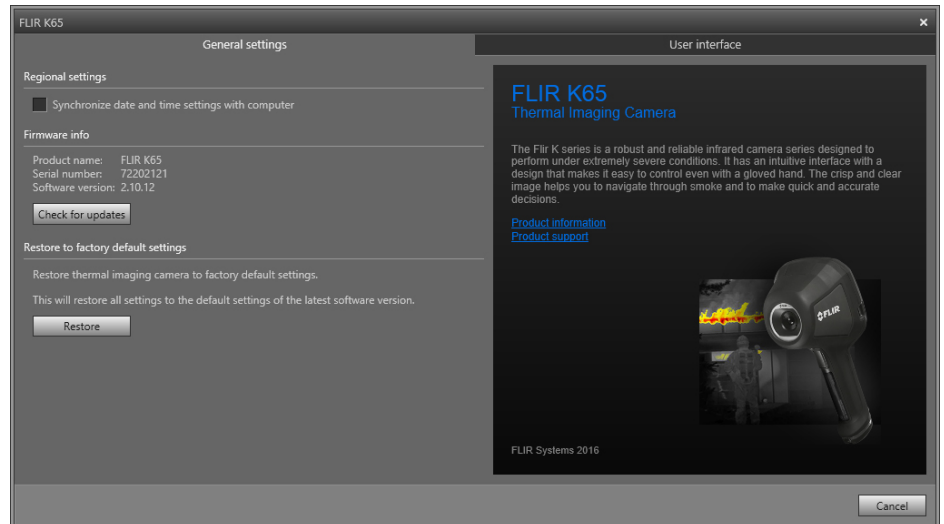 FLIR K65
General settings
User interface
Regional settings
Synchronize date and time settings with computer
Firmware info
Product name: FLIR K65
Serial number: 72202121
Software version: 2.10.12
Check for updates
Restore to factory default settings
Restore thermal imaging camera to factory default settings.
This will restore all settings to the default settings of the latest software version.
Restore
FLIR K65
Thermal Imaging Camera
The Flir K series is a robust and reliable infrared camera series designed to
perform under extremely severe conditions. It has an intuitive interface with a
design that makes it easy to control even with a gloved hand. The crisp and clear
image helps you to navigate through smoke and to make quick and accurate
decisions.
Product information
Product support
FLIR
FLIR Systems 2016
Cancel